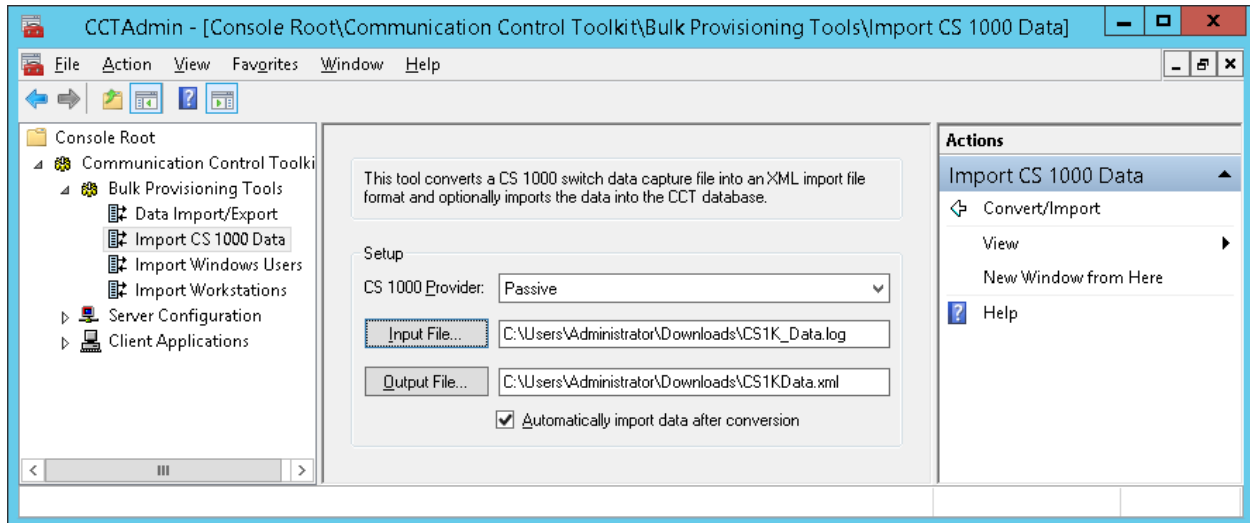 CCTAdmin - [Console Root\Communication Control Toolkit\Bulk Provisioning Tools\Import CS 1000 Data]
File Action View Favorites Window Help
Console Root
Communication Control Toolki
Bulk Provisioning Tools
Data Import/Export
Import CS 1000 Data
Import Windows Users
Import Workstations
Server Configuration
Client Applications
This tool converts a CS 1000 switch data capture file into an XML import file
format and optionally imports the data into the CCT database.
Setup
CS 1000 Provider: Passive
Input File... C:\Users\Administrator\Downloads\CS1K_Data.log
Output File... C:\Users\Administrator\Downloads\CS1KData.xml
Automatically import data after conversion
Actions
Import CS 1000 Data
Convert/Import
View
New Window from Here
Help